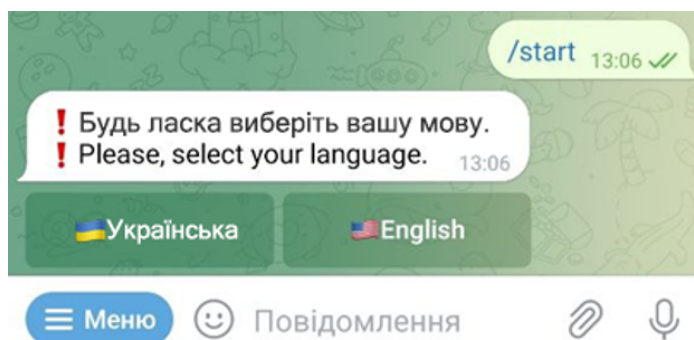 /start 13:06
❗ Будь ласка виберіть вашу мову.
❗ Please, select your language. 13:06
🇺🇦Українська 🇺🇸English
Меню Повідомлення